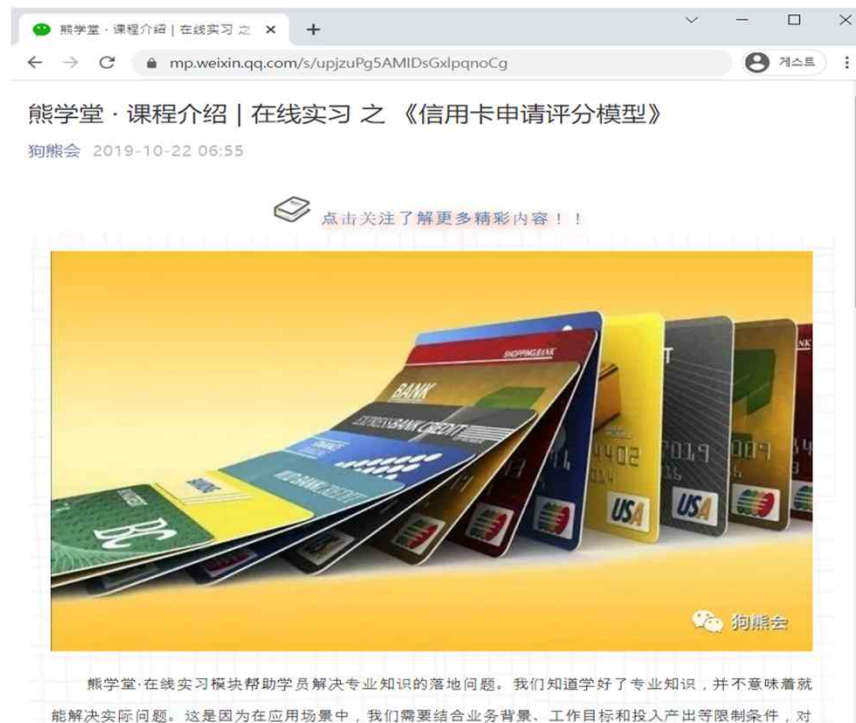 熊学堂 · 课程介绍 | 在线实习 之
mp.weixin.qq.com/s/upjzuPg5AMIDsGxlpqnoCg
게스트
熊学堂 · 课程介绍 | 在线实习 之 《信用卡申请评分模型》
狗熊会 2019-10-22 06:55
点击关注了解更多精彩内容！！
SHOPPINGBANK
BANK
EXPRESSBANK CREDIT
BC
USA
USA
狗熊会
熊学堂·在线实习模块帮助学员解决专业知识的落地问题。我们知道学好了专业知识，并不意味着就
能解决实际问题。这是因为在应用场景中，我们需要结合业务背景、工作目标和投入产出等限制条件，对